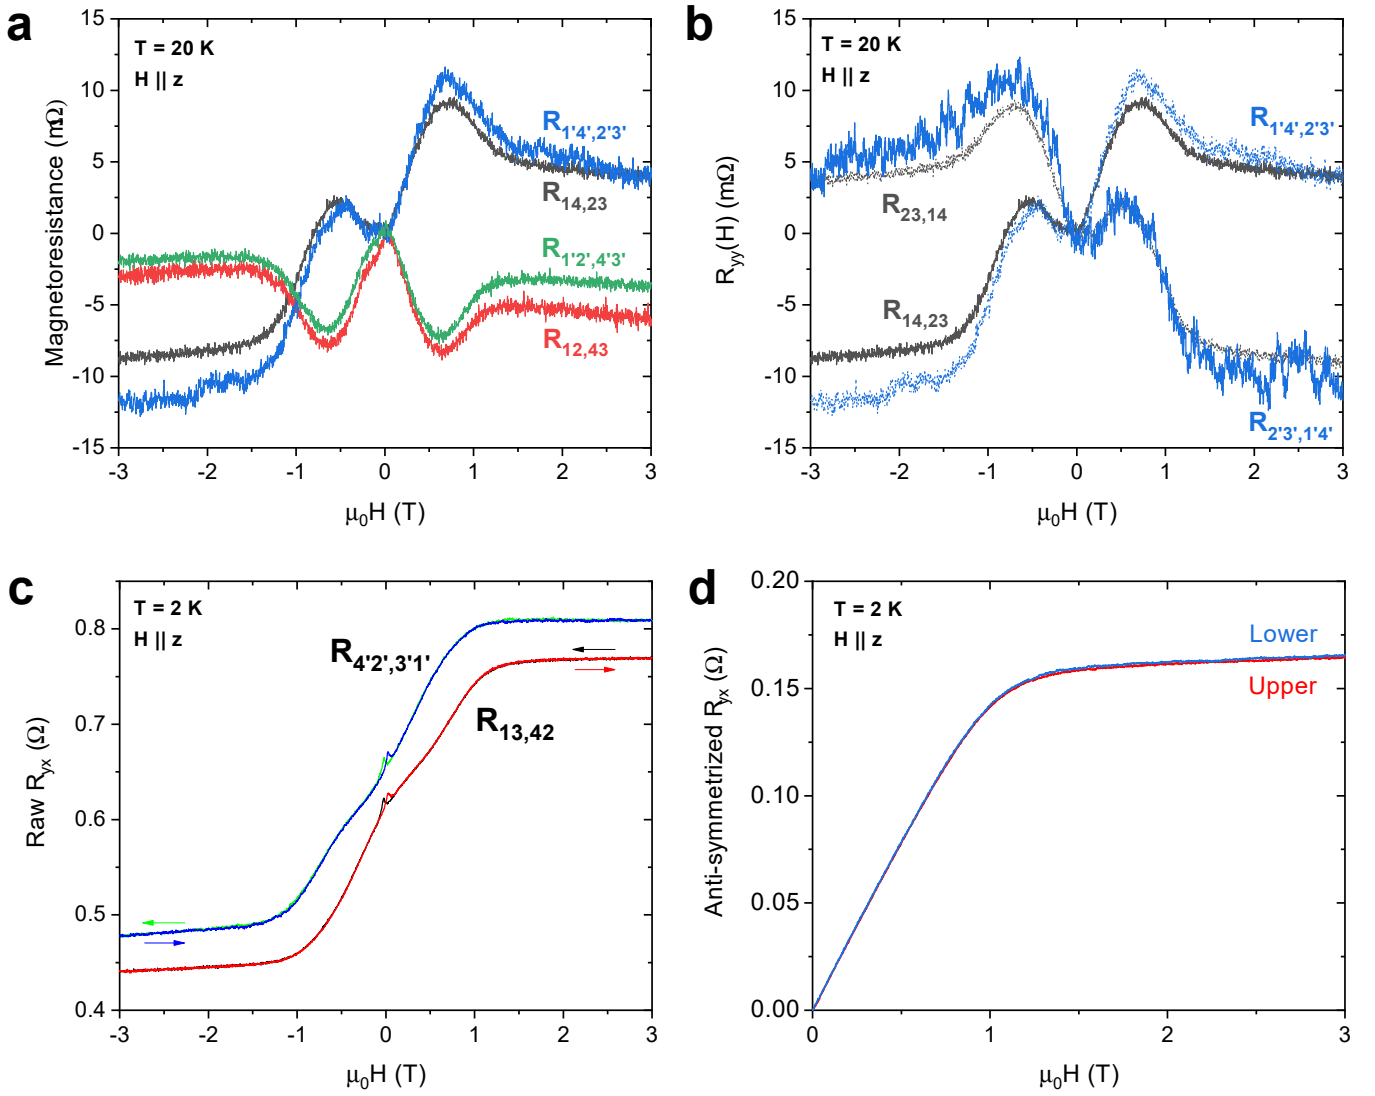 a
T = 20 K
H || z
Magnetoresistance (mΩ)
15
10
5
0
-5
-10
-15
R1'4',2'3'
R14,23
R1'2',4'3'
R12,43
-3
-2
-1
0
1
2
3
μ0H (T)
b
T = 20 K
H || z
Ryy(H) (mΩ)
15
10
5
0
-5
-10
-15
R1'4',2'3'
R23,14
R14,23
R2'3',1'4'
-3
-2
-1
0
1
2
3
μ0H (T)
c
T = 2 K
H || z
Raw Ryx (Ω)
0.8
0.7
0.6
0.5
0.4
R4'2',3'1'
R13,42
-3
-2
-1
0
1
2
3
μ0H (T)
d
T = 2 K
H || z
Anti-symmetrized Ryx (Ω)
0.20
0.15
0.10
0.05
0.00
Lower
Upper
0
1
2
3
μ0H (T)